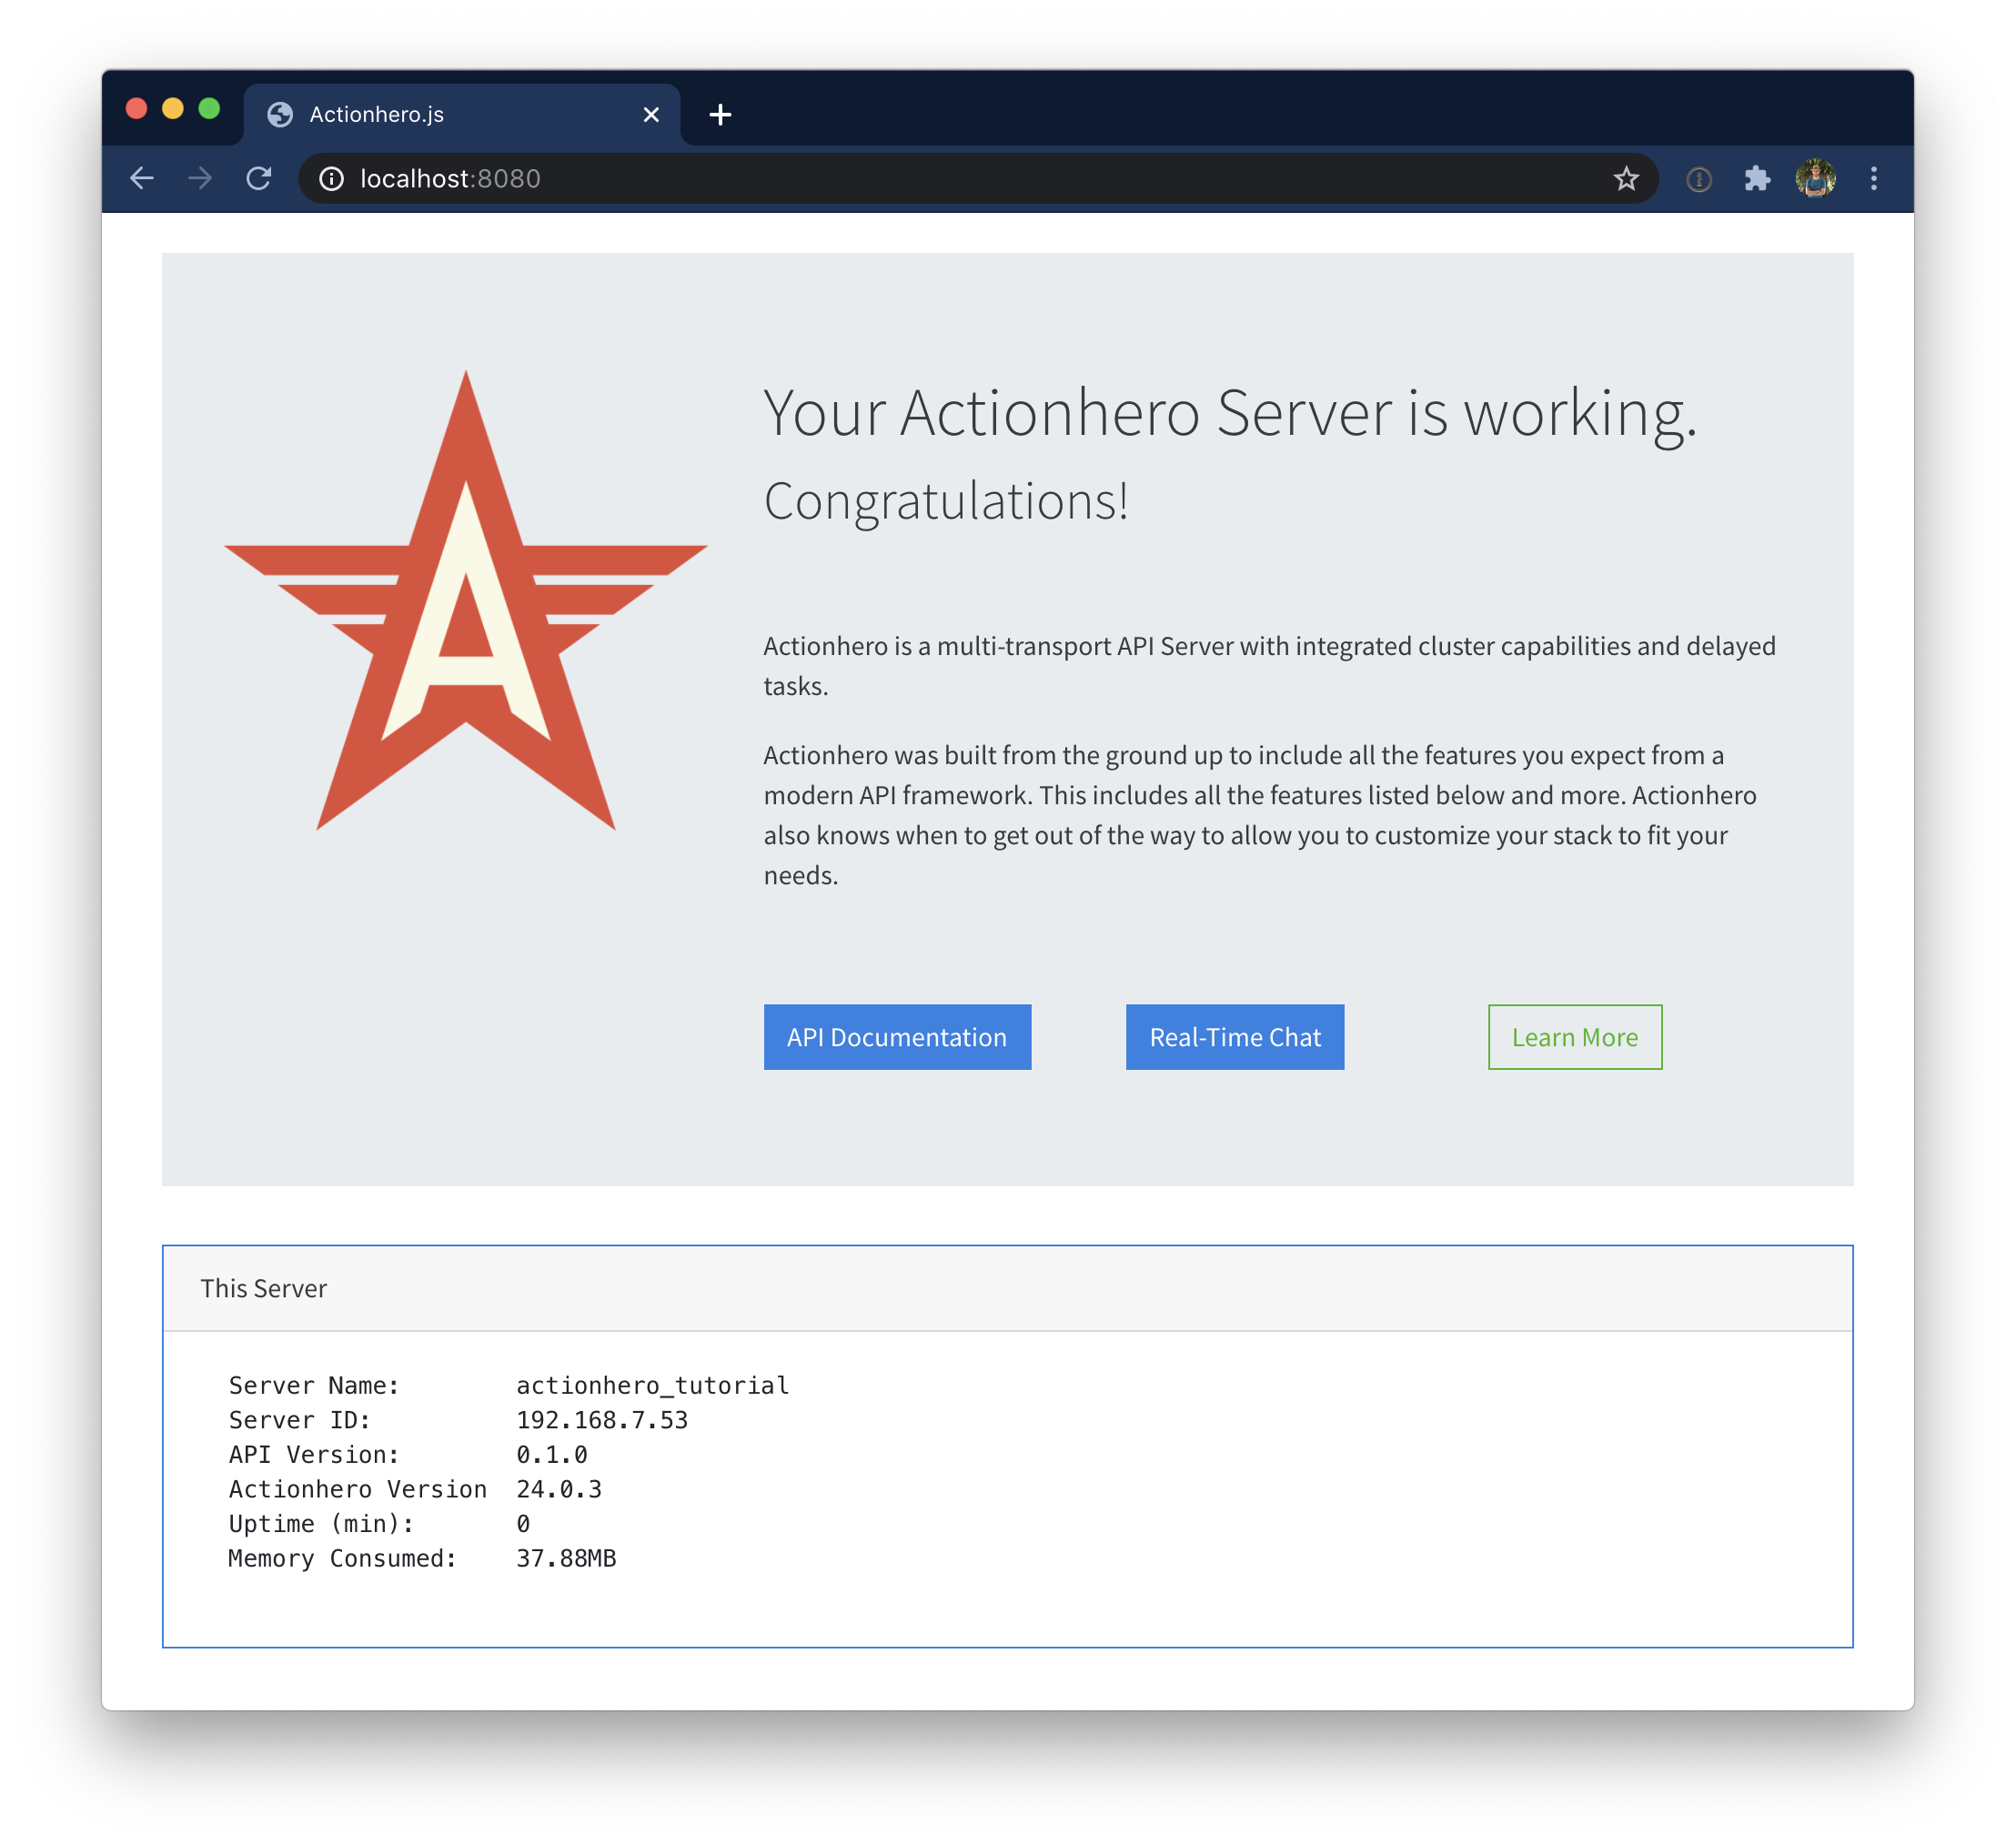 Actionhero.js
localhost:8080
A
Your Actionhero Server is working.
Congratulations!
Actionhero is a multi-transport API Server with integrated cluster capabilities and delayed
tasks.
Actionhero was built from the ground up to include all the features you expect from a
modern API framework. This includes all the features listed below and more. Actionhero
also knows when to get out of the way to allow you to customize your stack to fit your
needs.
API Documentation Real-Time Chat Learn More
This Server
Server Name: actionhero_tutorial
Server ID: 192.168.7.53
API Version: 0.1.0
Actionhero Version 24.0.3
Uptime (min): 0
Memory Consumed: 37.88MB